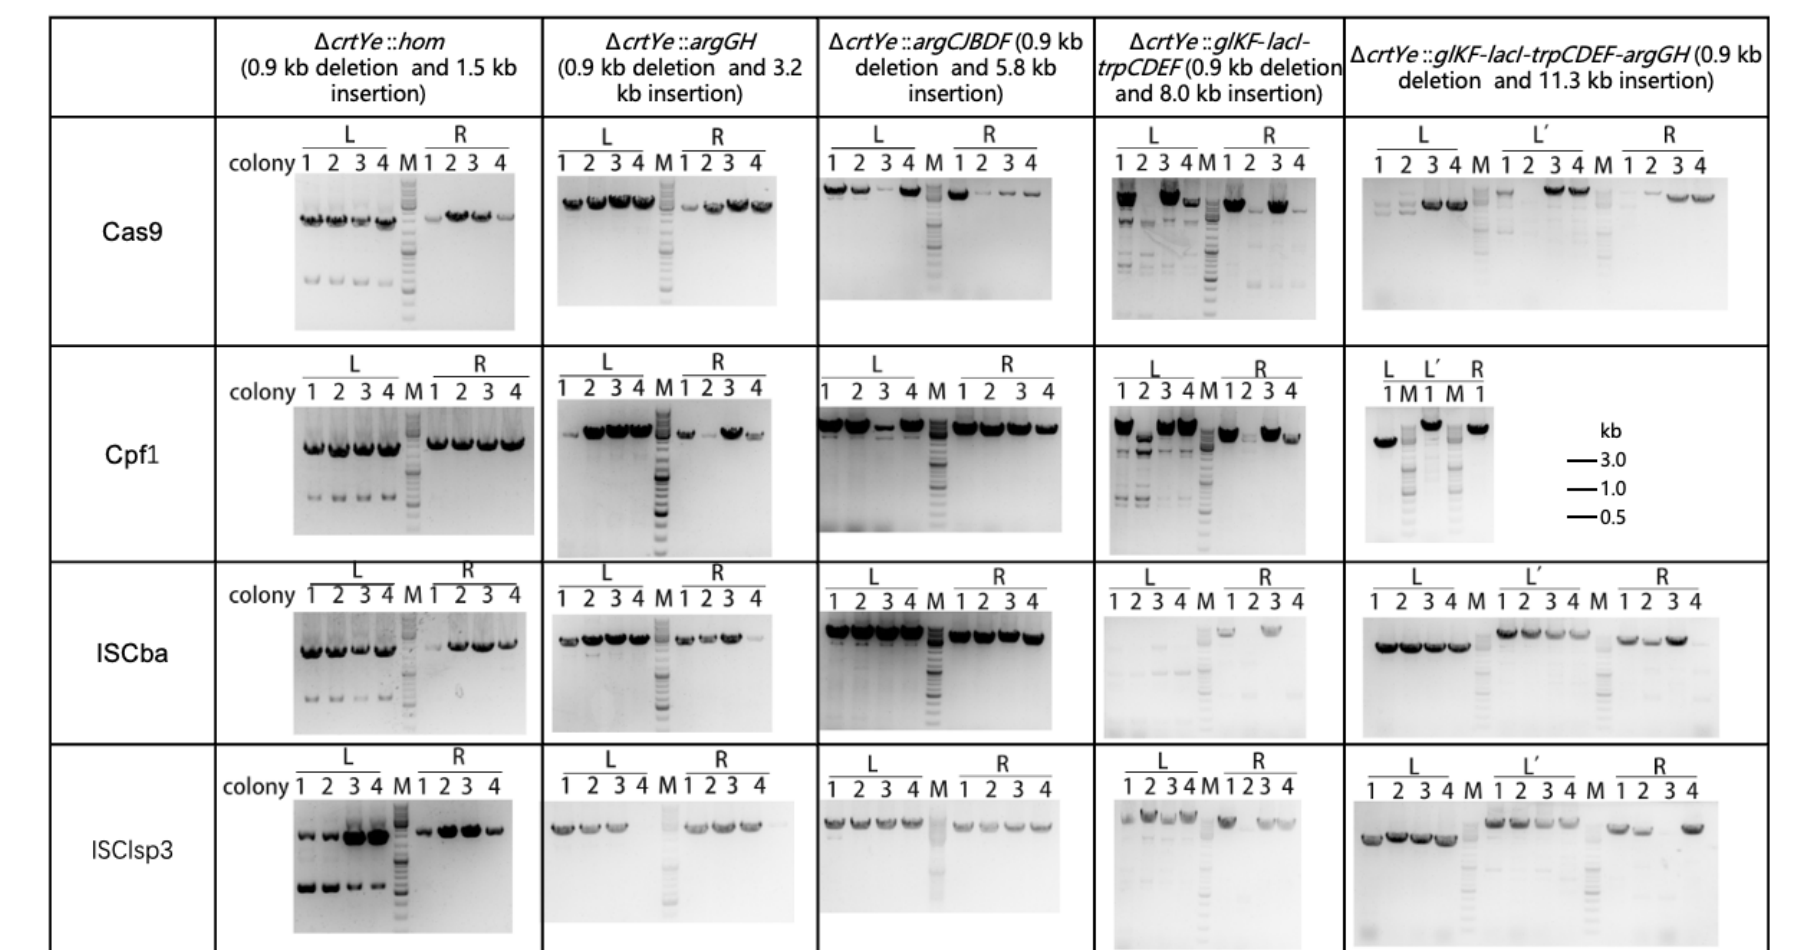 ΔcrtYe::hom
(0.9 kb deletion and 1.5 kb
insertion)
ΔcrtYe::argGH
(0.9 kb deletion and 3.2
kb insertion)
ΔcrtYe::argCJBDF (0.9 kb
deletion and 5.8 kb
insertion)
ΔcrtYe::glKF-lacI-
trpCDEF (0.9 kb deletion
and 8.0 kb insertion)
ΔcrtYe::glKF-lacI-trpCDEF-argGH (0.9 kb
deletion and 11.3 kb insertion)
Cas9
L R
colony 1 2 3 4 M 1 2 3 4
L R
1 2 3 4 M 1 2 3 4
L R
1 2 3 4 M 1 2 3 4
L R
1 2 3 4 M 1 2 3 4
L L′ R
1 2 3 4 M 1 2 3 4 M 1 2 3 4
Cpf1
L R
colony 1 2 3 4 M 1 2 3 4
L R
1 2 3 4 M 1 2 3 4
L R
1 2 3 4 M 1 2 3 4
L R
1 2 3 4 M 1 2 3 4
L L′ R
1 M 1 M 1
kb
3.0
1.0
0.5
ISCba
L R
colony 1 2 3 4 M 1 2 3 4
L R
1 2 3 4 M 1 2 3 4
L R
1 2 3 4 M 1 2 3 4
L R
1 2 3 4 M 1 2 3 4
L L′ R
1 2 3 4 M 1 2 3 4 M 1 2 3 4
ISClsp3
L R
colony 1 2 3 4 M 1 2 3 4
L R
1 2 3 4 M 1 2 3 4
L R
1 2 3 4 M 1 2 3 4
L R
1 2 3 4 M 1 2 3 4
L L′ R
1 2 3 4 M 1 2 3 4 M 1 2 3 4